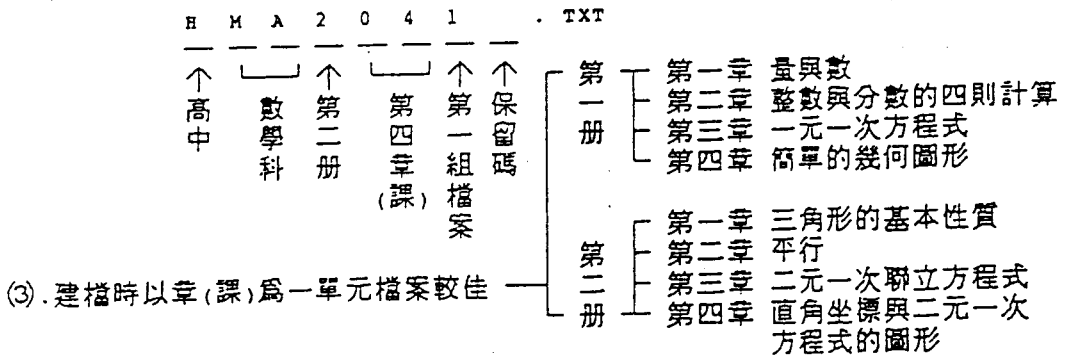 H M A 2 0 4 1 . TXT
高中
數學科
第二册
第四章(課)
第一組檔案
保留碼
第一册
第一章 量與數
第二章 整數與分數的四則計算
第三章 一元一次方程式
第四章 簡單的幾何圖形
(3).建檔時以章(課)爲一單元檔案較佳
第二册
第一章 三角形的基本性質
第二章 平行
第三章 二元一次聯立方程式
第四章 直角坐標與二元一次
方程式的圖形